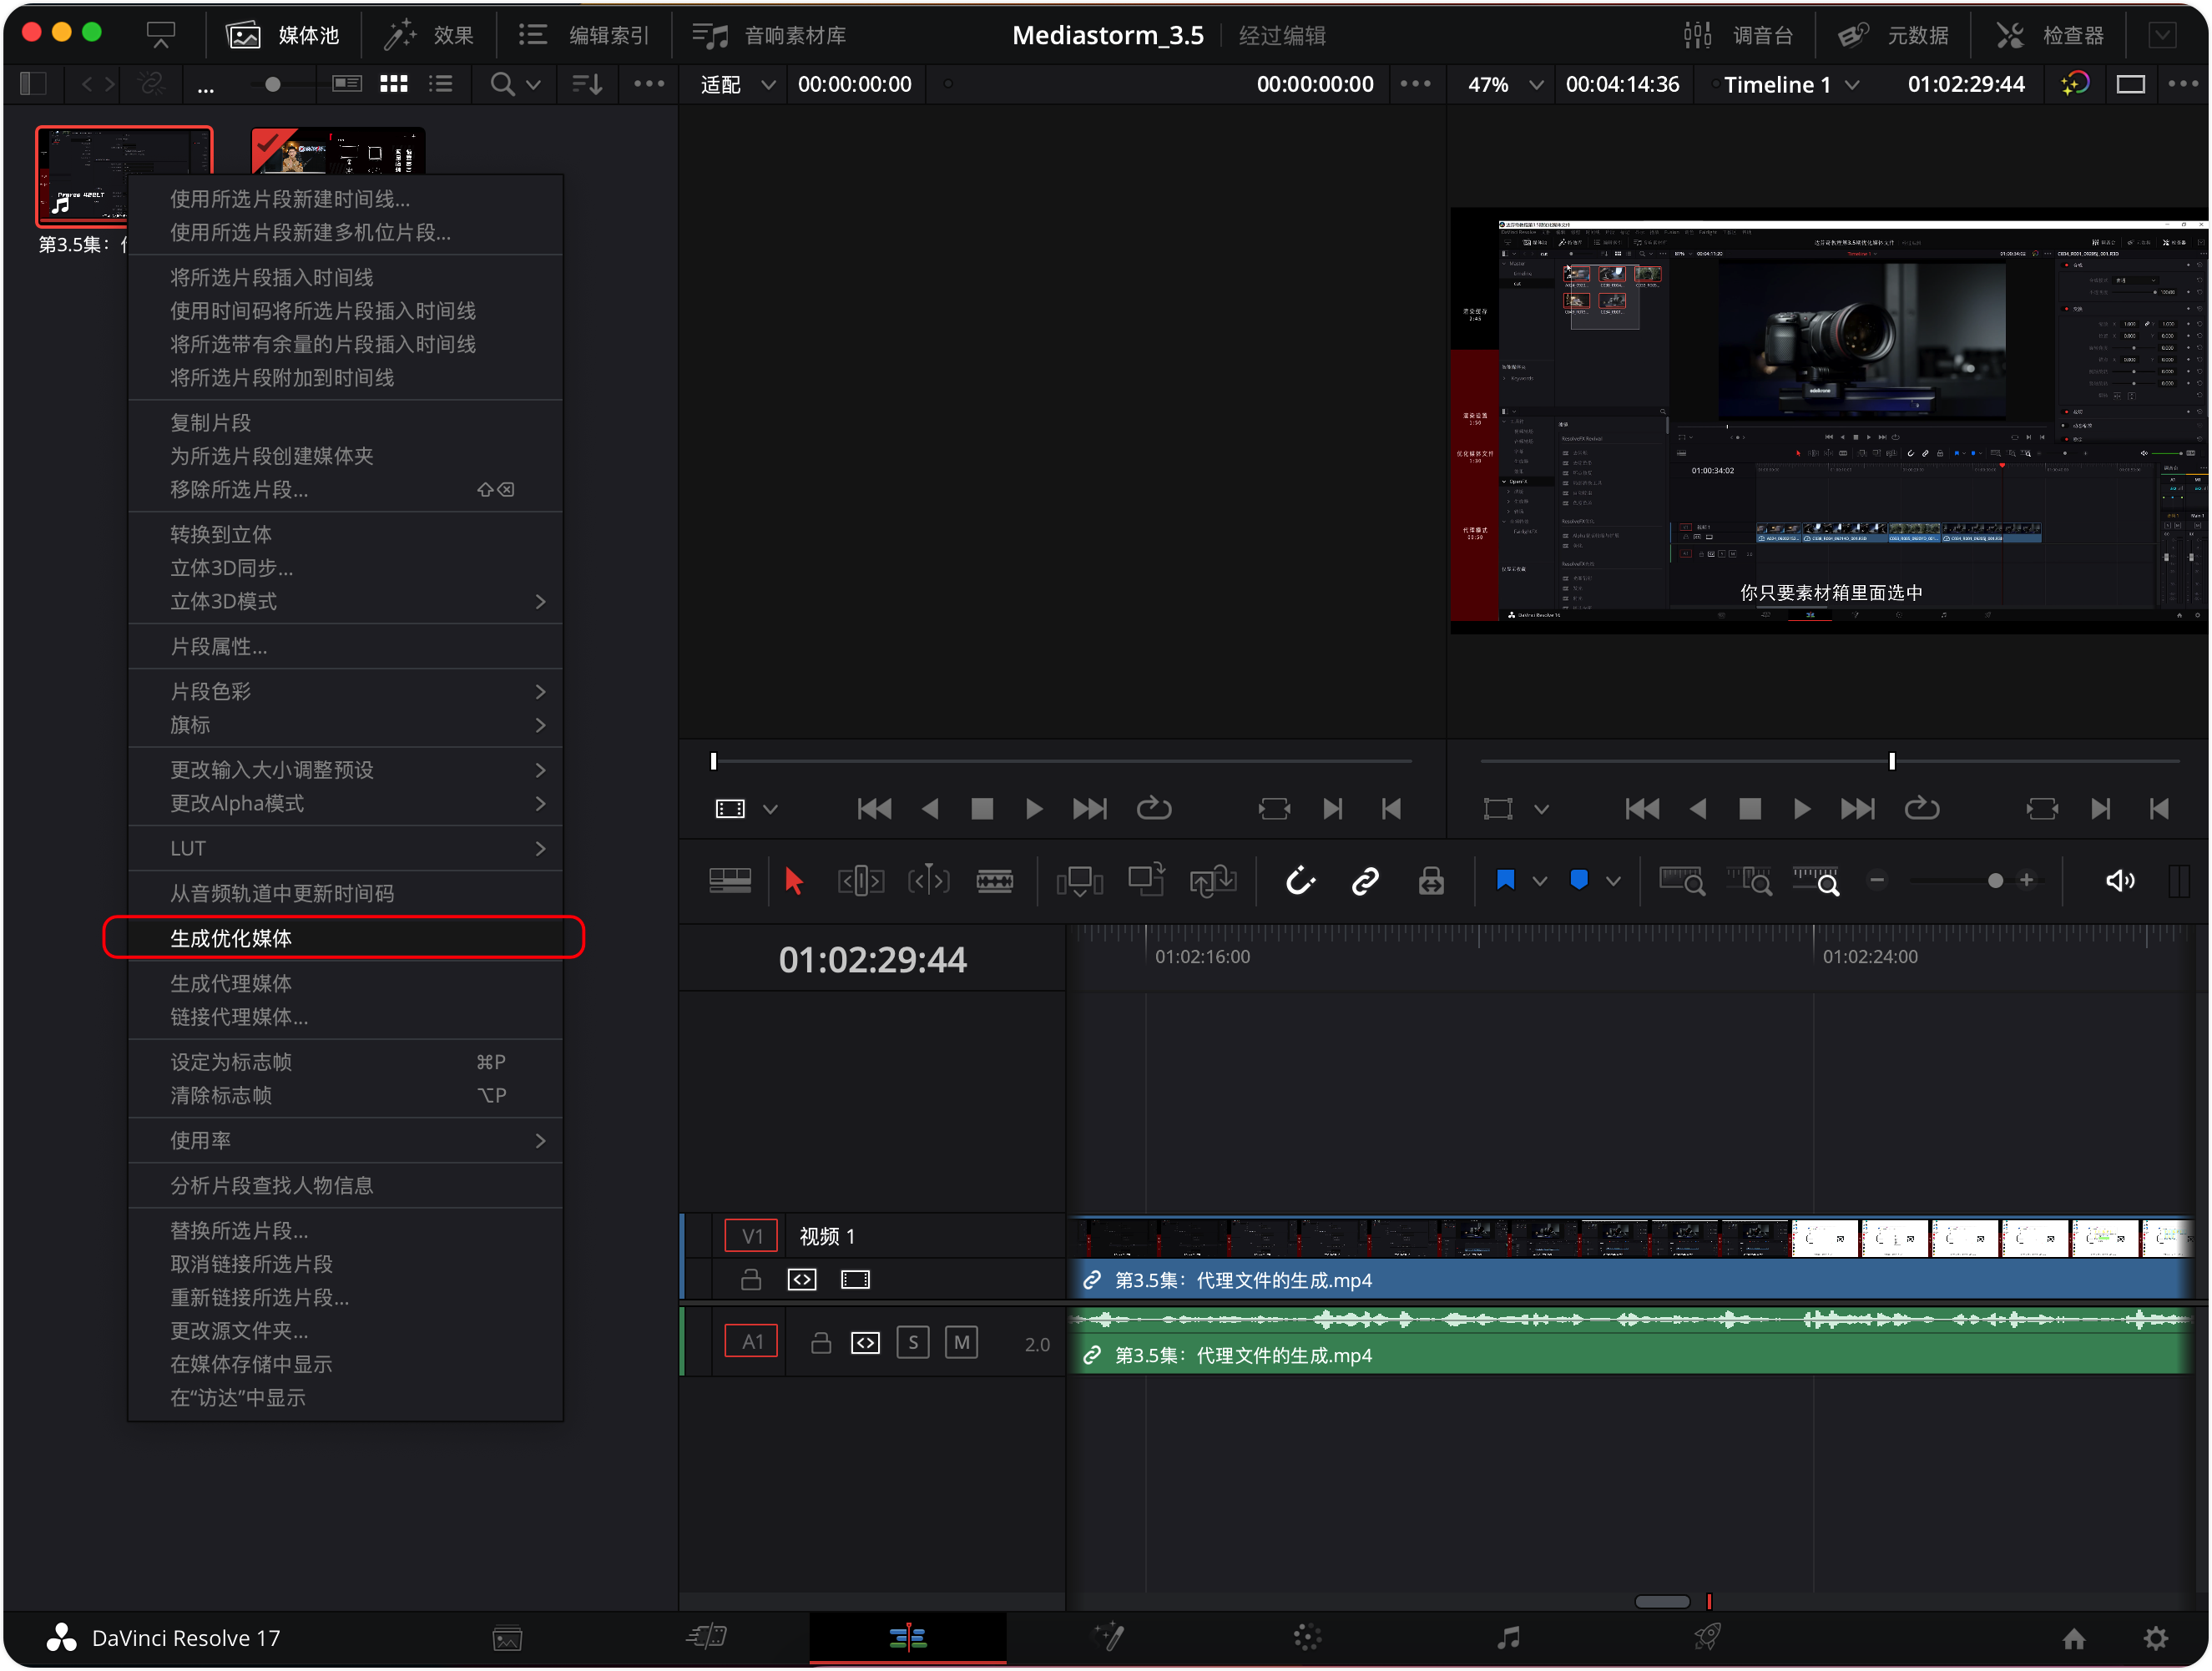 媒体池
效果
编辑索引
音响素材库
Mediastorm_3.5
经过编辑
调音台
元数据
检查器
...
适配
00:00:00:00
00:00:00:00
47%
00:04:14:36
Timeline 1
01:02:29:44
第3.5集:
使用所选片段新建时间线...
使用所选片段新建多机位片段...
将所选片段插入时间线
使用时间码将所选片段插入时间线
将所选带有余量的片段插入时间线
将所选片段附加到时间线
复制片段
为所选片段创建媒体夹
移除所选片段... ⇧⌫
转换到立体
立体3D同步...
立体3D模式
片段属性...
片段色彩
旗标
更改输入大小调整预设
更改Alpha模式
LUT
从音频轨道中更新时间码
生成优化媒体
生成代理媒体
链接代理媒体...
设定为标志帧 ⌘P
清除标志帧 ⌥P
使用率
分析片段查找人物信息
替换所选片段...
取消链接所选片段
重新链接所选片段...
更改源文件夹...
在媒体存储中显示
在“访达”中显示
01:00:34:02
你只要素材箱里面选中
01:02:29:44
01:02:16:00
01:02:24:00
V1
视频 1
第3.5集:代理文件的生成.mp4
A1
S
M
2.0
第3.5集:代理文件的生成.mp4
DaVinci Resolve 17